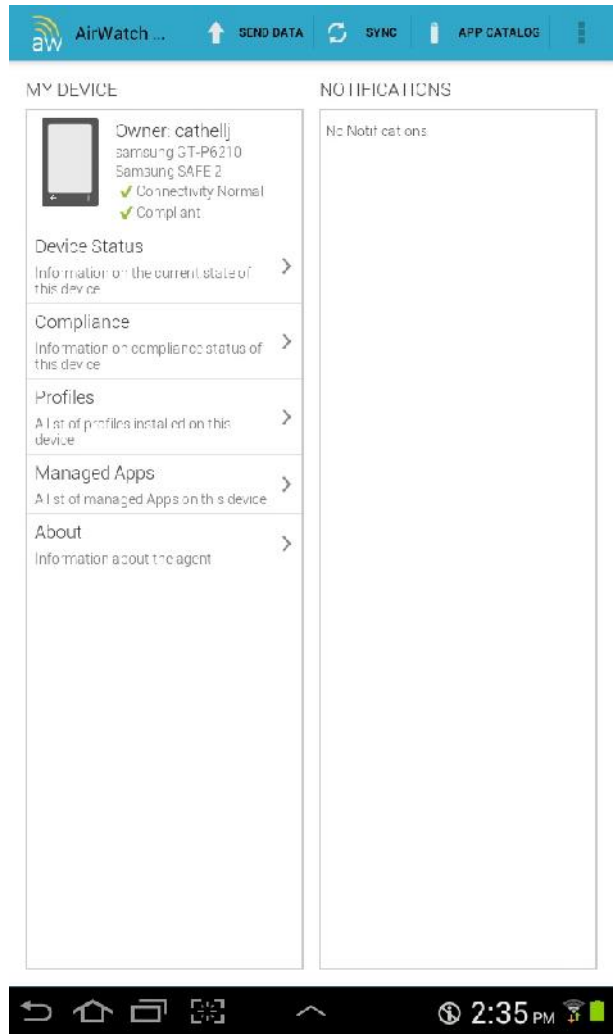 aw AirWatch ... SEND DATA SYNC APP CATALOG
MY DEVICE
Owner: cathellj
samsung GT-P6210
Samsung SAFE 2
Connectivity Normal
Compliant
Device Status
Information on the current state of
this device
Compliance
Information on compliance status of
this device
Profiles
A list of profiles installed on this
device
Managed Apps
A list of managed Apps on this device
About
Information about the agent
NOTIFICATIONS
No Notifications
2:35 PM